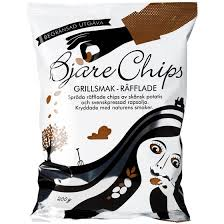 BEGRÄNSAD UTGÅVA
Bjäre Chips
GRILLSMAK - RÄFFLADE
Spröda räfflade chips av skånsk potatis
och svenskpressad rapsolja.
Kryddade med naturens smaker.
200g